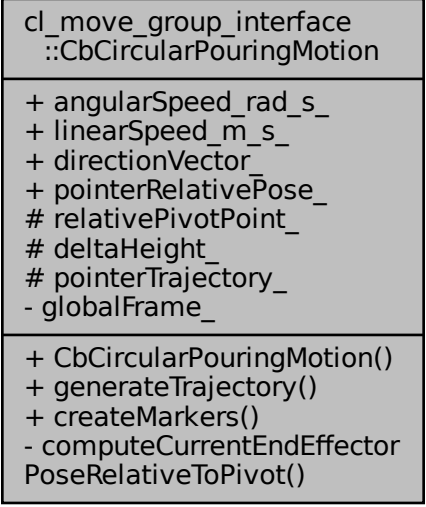 cl_move_group_interface
::CbCircularPouringMotion
+ angularSpeed_rad_s_
+ linearSpeed_m_s_
+ directionVector_
+ pointerRelativePose_
# relativePivotPoint_
# deltaHeight_
# pointerTrajectory_
- globalFrame_
+ CbCircularPouringMotion()
+ generateTrajectory()
+ createMarkers()
- computeCurrentEndEffector
PoseRelativeToPivot()